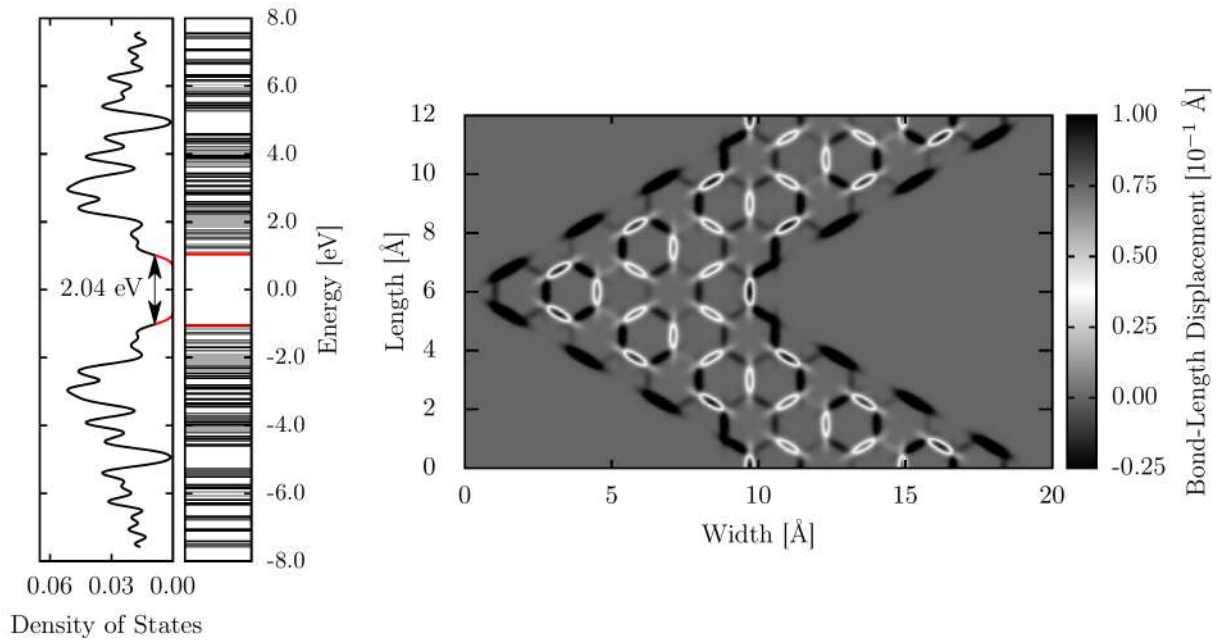 8.0
6.0
4.0
2.0
0.0
-2.0
-4.0
-6.0
-8.0
Energy [eV]
2.04 eV
0.06 0.03 0.00
Density of States
12
10
8
6
4
2
0
Length [Å]
0 5 10 15 20
Width [Å]
1.00
0.75
0.50
0.25
0.00
-0.25
Bond-Length Displacement [10⁻¹ Å]